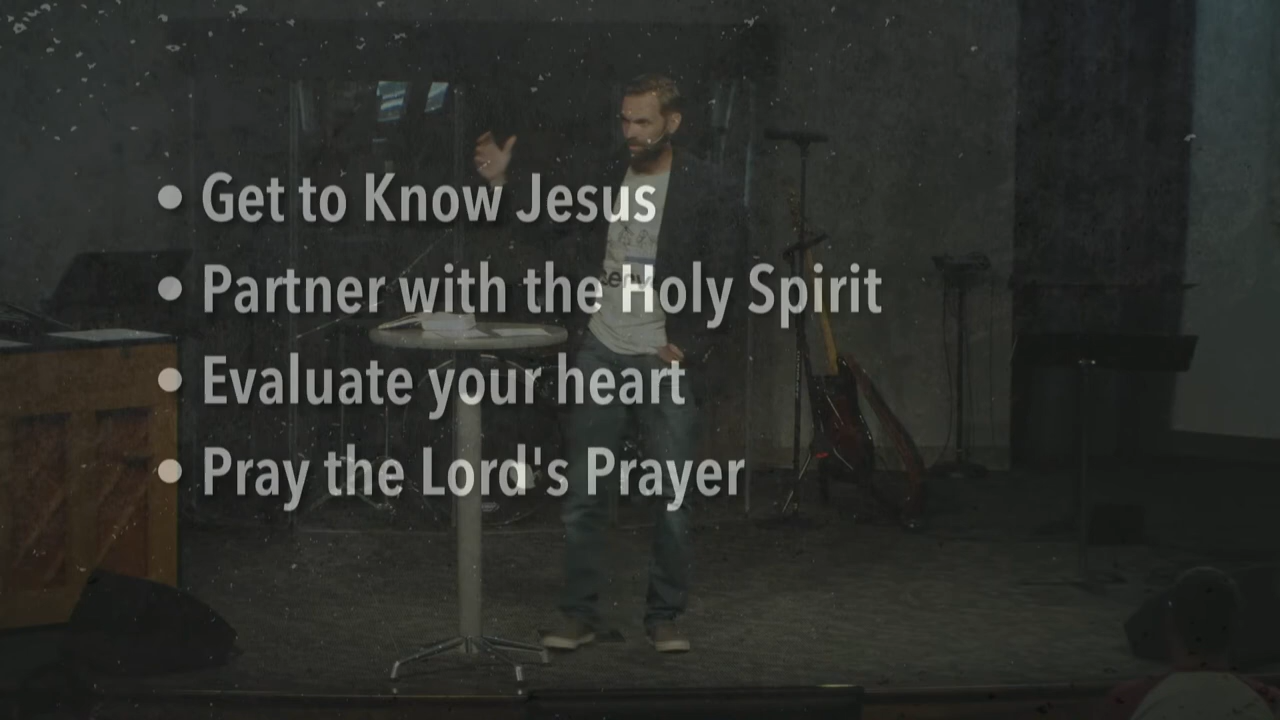 • Get to Know Jesus
• Partner with the Holy Spirit
• Evaluate your heart
• Pray the Lord's Prayer